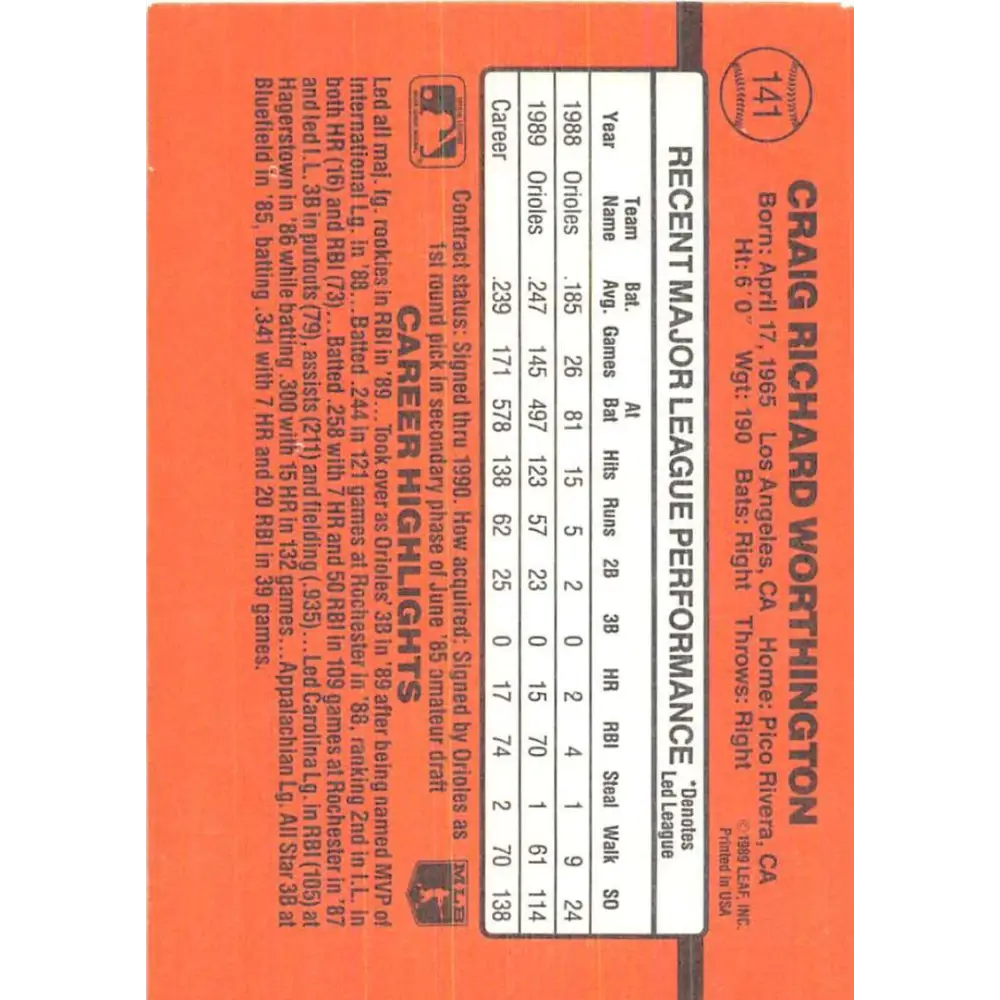 141
CRAIG RICHARD WORTHINGTON
Born: April 17, 1965 Los Angeles, CA Home: Pico Rivera, CA
Ht: 6'0" Wgt: 190 Bats: Right Throws: Right
© 1989 LEAF, INC.
Printed in USA
RECENT MAJOR LEAGUE PERFORMANCE *Denotes Led League
Year Team Name Bat. Avg. Games At Bat Hits Runs 2B 3B HR RBI Steal Walk SO
1988 Orioles .185 26 81 15 5 2 0 2 4 1 9 24
1989 Orioles .247 145 497 123 57 23 0 15 70 1 61 114
Career .239 171 578 138 62 25 0 17 74 2 70 138
Contract status: Signed thru 1990. How acquired: Signed by Orioles as
1st round pick in secondary phase of June '85 amateur draft
MLB
CAREER HIGHLIGHTS
Led all maj. lg. rookies in RBI in '89... Took over as Orioles' 3B in '89 after being named MVP of
International Lg. in '88... Batted .244 in 121 games at Rochester in '88, ranking 2nd in I.L. in
both HR (16) and RBI (73)... Batted .258 with 7 HR and 50 RBI in 109 games at Rochester in '87
and led I.L. 3B in putouts (79), assists (211) and fielding (.935)... Led Carolina Lg. in RBI (105) at
Hagerstown in '86 while batting .300 with 15 HR in 132 games... Appalachian Lg. All Star 3B at
Bluefield in '85, batting .341 with 7 HR and 20 RBI in 39 games.